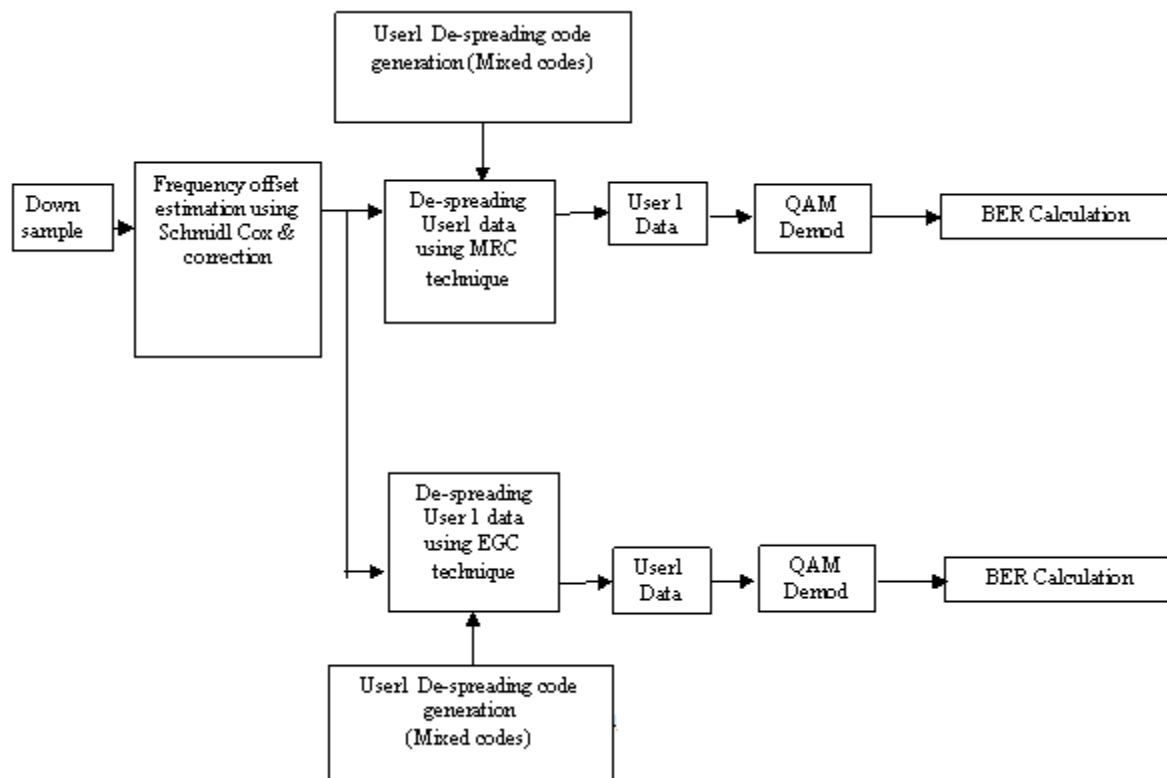 User1 De-spreading code
generation (Mixed codes)
Down
sample
Frequency offset
estimation using
Schmidl Cox &
correction
De-spreading
User1 data
using MRC
technique
User 1
Data
QAM
Demod
BER Calculation
De-spreading
User 1 data
using EGC
technique
User1
Data
QAM
Demod
BER Calculation
User1 De-spreading code
generation
(Mixed codes)